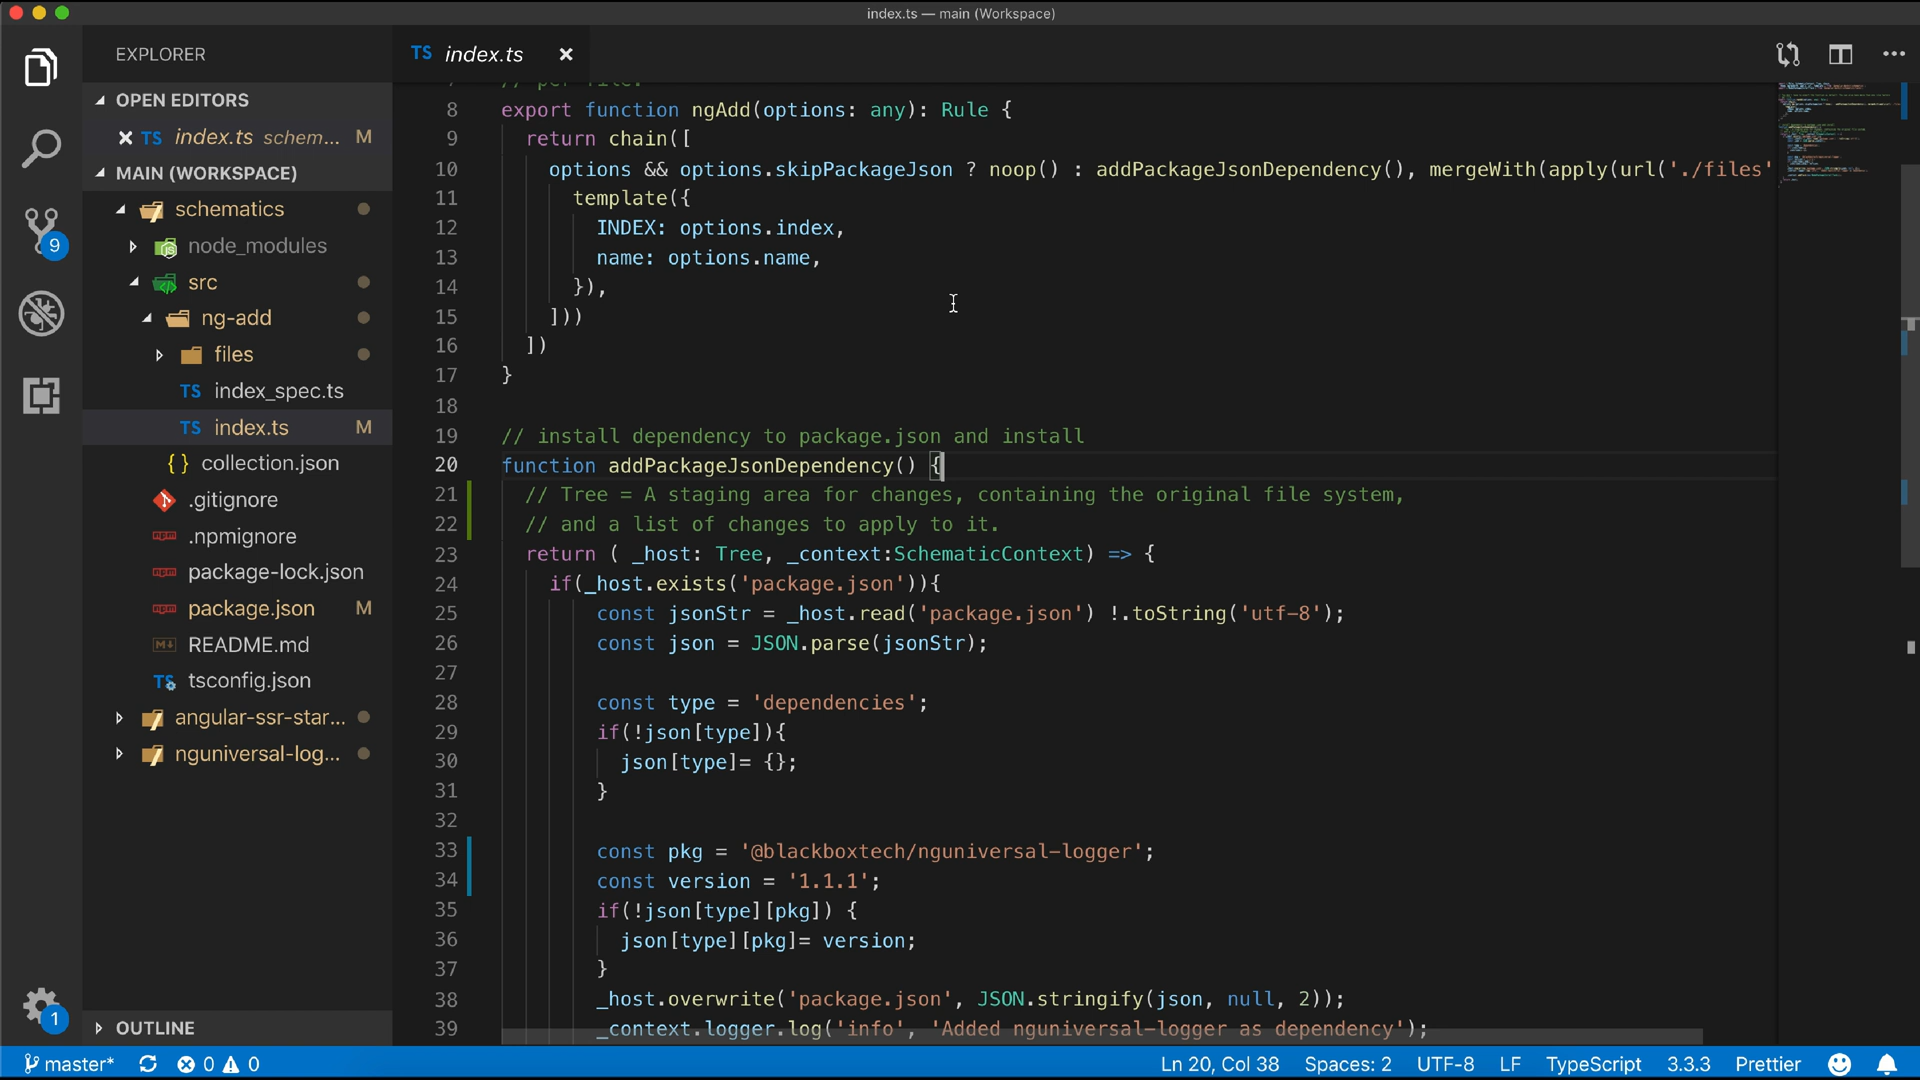 index.ts — main (Workspace)
EXPLORER
OPEN EDITORS
TS index.ts schem... M
MAIN (WORKSPACE)
schematics
node_modules
src
ng-add
files
TS index_spec.ts
TS index.ts M
{ } collection.json
.gitignore
.npmignore
package-lock.json
package.json M
README.md
tsconfig.json
angular-ssr-star...
nguniversal-log...
OUTLINE
9
1
TS index.ts
// per file.
8 export function ngAdd(options: any): Rule {
9 return chain([
10 options && options.skipPackageJson ? noop() : addPackageJsonDependency(), mergeWith(apply(url('./files'
11 template({
12 INDEX: options.index,
13 name: options.name,
14 }),
15 ]))
16 ])
17 }
18
19 // install dependency to package.json and install
20 function addPackageJsonDependency() {
21 // Tree = A staging area for changes, containing the original file system,
22 // and a list of changes to apply to it.
23 return ( _host: Tree, _context:SchematicContext) => {
24 if(_host.exists('package.json')){
25 const jsonStr = _host.read('package.json') !.toString('utf-8');
26 const json = JSON.parse(jsonStr);
27
28 const type = 'dependencies';
29 if(!json[type]){
30 json[type]= {};
31 }
32
33 const pkg = '@blackboxtech/nguniversal-logger';
34 const version = '1.1.1';
35 if(!json[type][pkg]) {
36 json[type][pkg]= version;
37 }
38 _host.overwrite('package.json', JSON.stringify(json, null, 2));
39 _context.logger.log('info', 'Added nguniversal-logger as dependency');
master* 0 0 Ln 20, Col 38 Spaces: 2 UTF-8 LF TypeScript 3.3.3 Prettier